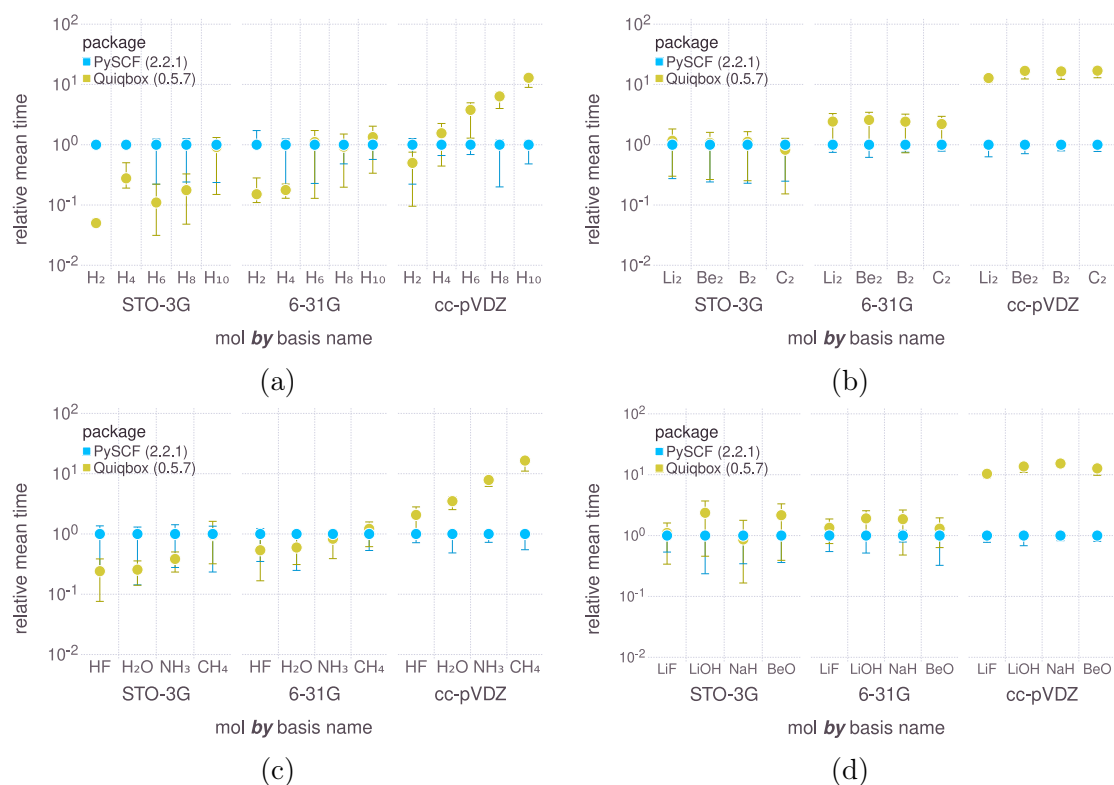 10²
package
PySCF (2.2.1)
Quiqbox (0.5.7)
10¹
10⁰
10⁻¹
10⁻²
relative mean time
H₂ H₄ H₆ H₈ H₁₀ H₂ H₄ H₆ H₈ H₁₀ H₂ H₄ H₆ H₈ H₁₀
STO-3G 6-31G cc-pVDZ
mol by basis name
(a)
10²
package
PySCF (2.2.1)
Quiqbox (0.5.7)
10¹
10⁰
10⁻¹
10⁻²
relative mean time
Li₂ Be₂ B₂ C₂ Li₂ Be₂ B₂ C₂ Li₂ Be₂ B₂ C₂
STO-3G 6-31G cc-pVDZ
mol by basis name
(b)
10²
package
PySCF (2.2.1)
Quiqbox (0.5.7)
10¹
10⁰
10⁻¹
10⁻²
relative mean time
HF H₂O NH₃ CH₄ HF H₂O NH₃ CH₄ HF H₂O NH₃ CH₄
STO-3G 6-31G cc-pVDZ
mol by basis name
(c)
10²
package
PySCF (2.2.1)
Quiqbox (0.5.7)
10¹
10⁰
10⁻¹
10⁻²
relative mean time
LiF LiOH NaH BeO LiF LiOH NaH BeO LiF LiOH NaH BeO
STO-3G 6-31G cc-pVDZ
mol by basis name
(d)